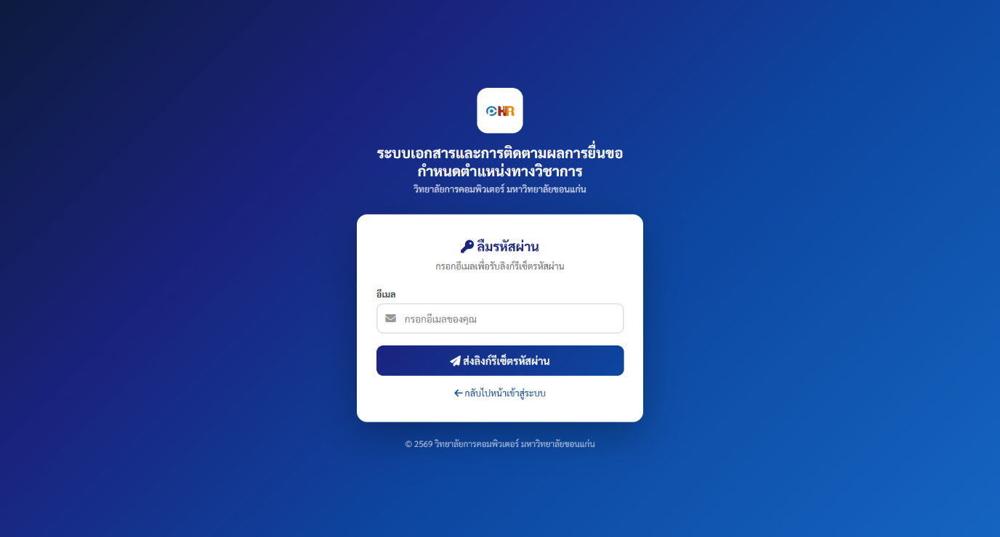 CHR
ระบบเอกสารและการติดตามผลการยื่นขอ
กำหนดตำแหน่งทางวิชาการ
วิทยาลัยการคอมพิวเตอร์ มหาวิทยาลัยขอนแก่น
ลืมรหัสผ่าน
กรอกอีเมลเพื่อรับลิงก์รีเซ็ตรหัสผ่าน
อีเมล
กรอกอีเมลของคุณ
ส่งลิงก์รีเซ็ตรหัสผ่าน
กลับไปหน้าเข้าสู่ระบบ
© 2569 วิทยาลัยการคอมพิวเตอร์ มหาวิทยาลัยขอนแก่น